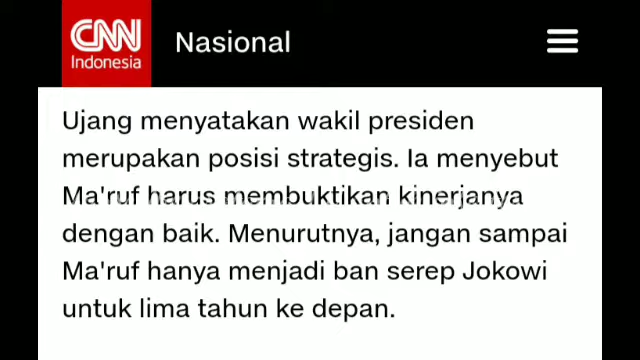 CNN
Indonesia
Nasional
Ujang menyatakan wakil presiden
merupakan posisi strategis. Ia menyebut
Ma'ruf harus membuktikan kinerjanya
dengan baik. Menurutnya, jangan sampai
Ma'ruf hanya menjadi ban serep Jokowi
untuk lima tahun ke depan.